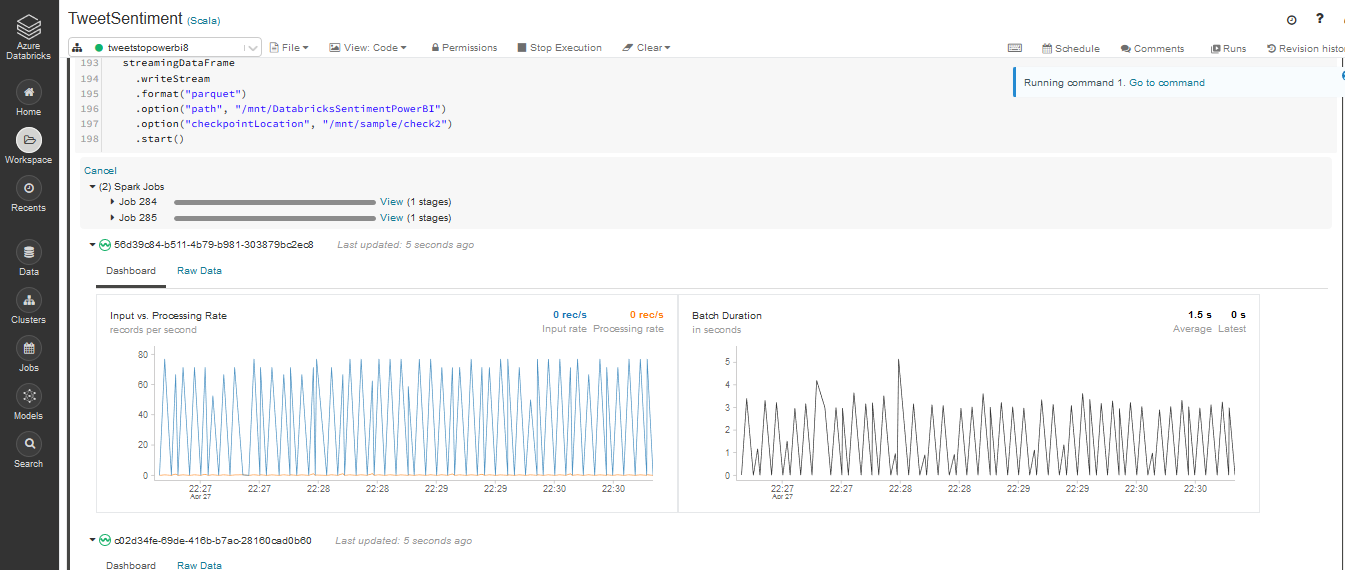 Azure
Databricks
Home
Workspace
Recents
Data
Clusters
Jobs
Models
Search
TweetSentiment (Scala)
?
tweetstopowerbi8
File
View: Code
Permissions
Stop Execution
Clear
Schedule
Comments
Runs
Revision histo
Running command 1. Go to command
193 streamingDataFrame
194 .writeStream
195 .format("parquet")
196 .option("path", "/mnt/DatabricksSentimentPowerBI")
197 .option("checkpointLocation", "/mnt/sample/check2")
198 .start()
Cancel
(2) Spark Jobs
Job 284 View (1 stages)
Job 285 View (1 stages)
56d39c84-b511-4b79-b981-303879bc2ec8 Last updated: 5 seconds ago
Dashboard Raw Data
Input vs. Processing Rate
records per second
0 rec/s 0 rec/s
Input rate Processing rate
80
60
40
20
0
22:27 22:27 22:28 22:28 22:29 22:29 22:30 22:30
Apr 27
Batch Duration
in seconds
1.5 s 0 s
Average Latest
5
4
3
2
1
0
22:27 22:27 22:28 22:28 22:29 22:29 22:30 22:30
Apr 27
c02d34fe-69de-416b-b7ac-28160cad0b60 Last updated: 5 seconds ago
Dashboard Raw Data